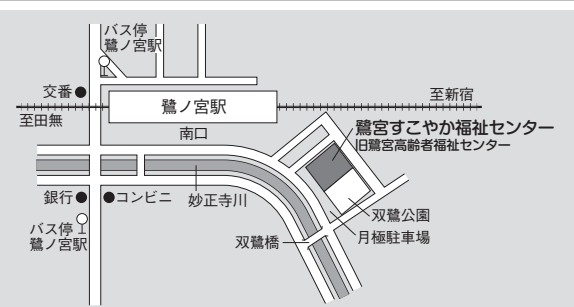 バス停
鷺ノ宮駅
交番
鷺ノ宮駅
至新宿
至田無
南口
鷺宮すこやか福祉センター
旧鷺宮高齢者福祉センター
銀行
コンビニ
妙正寺川
双鷺公園
バス停
鷺ノ宮駅
双鷺橋
月極駐車場